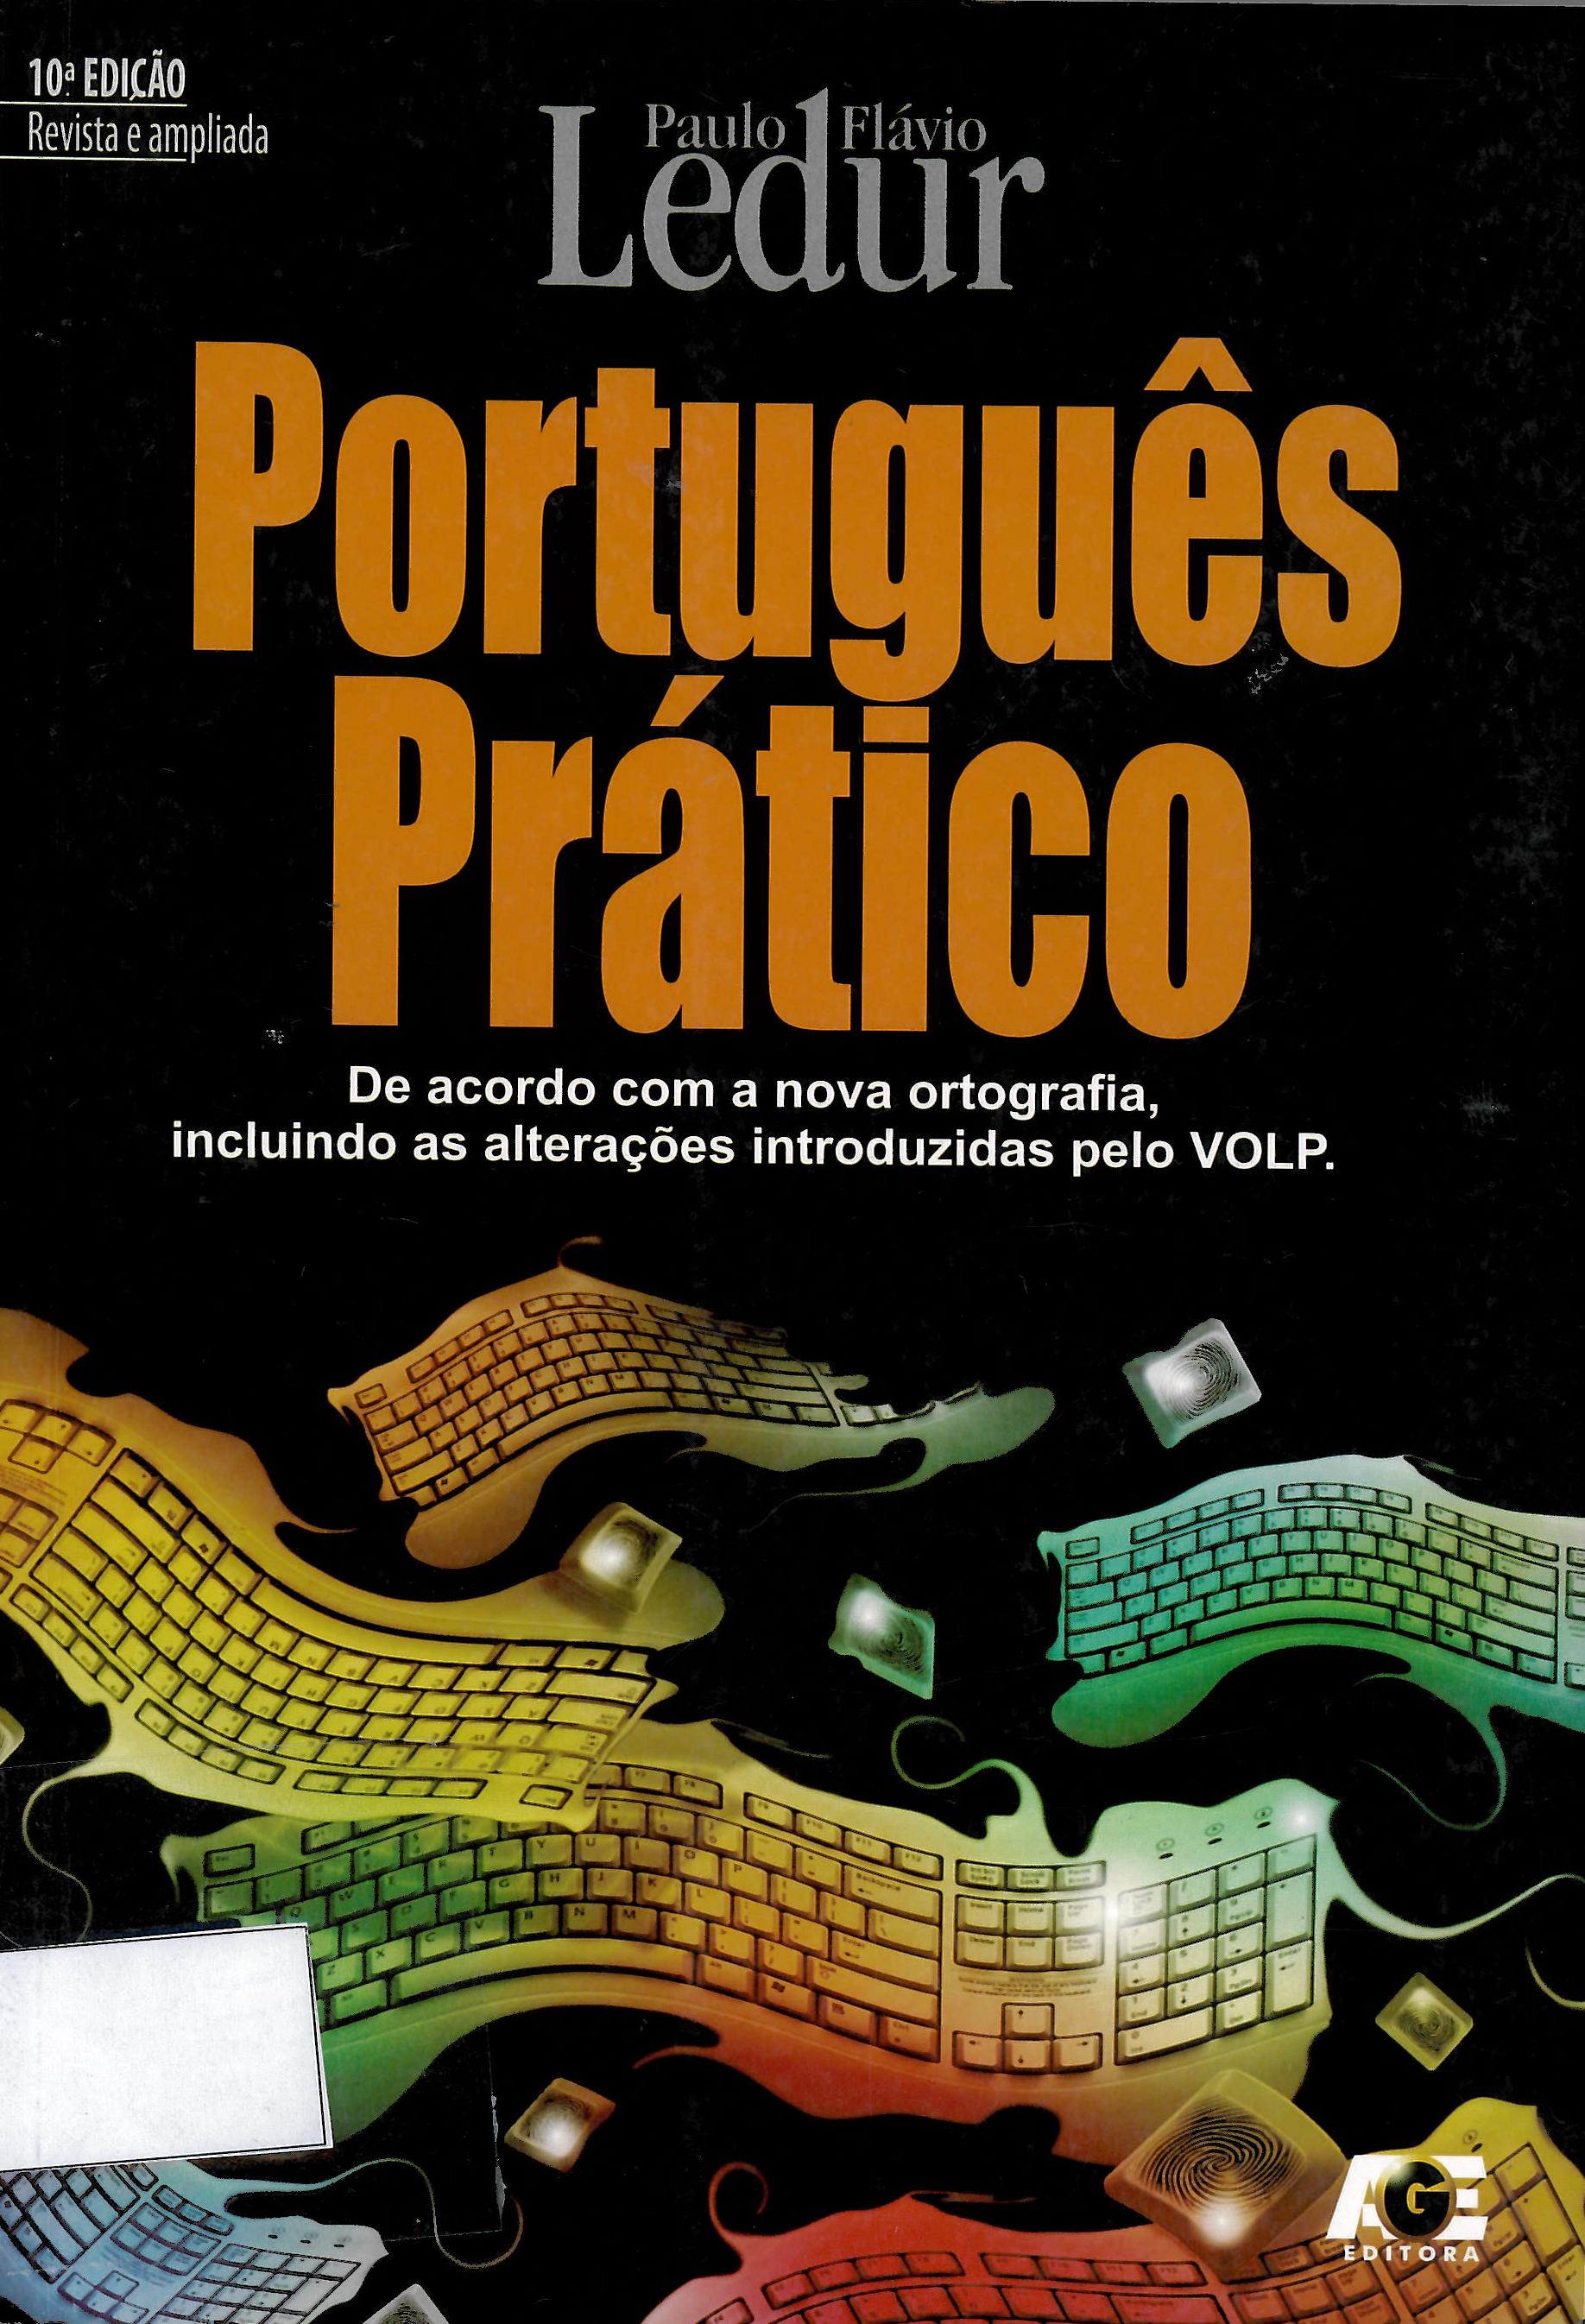 10ª EDIÇÃO
Revista e ampliada
Paulo Flávio
Ledur
Português
Prático
De acordo com a nova ortografia,
incluindo as alterações introduzidas pelo VOLP.
AGE
EDITORA